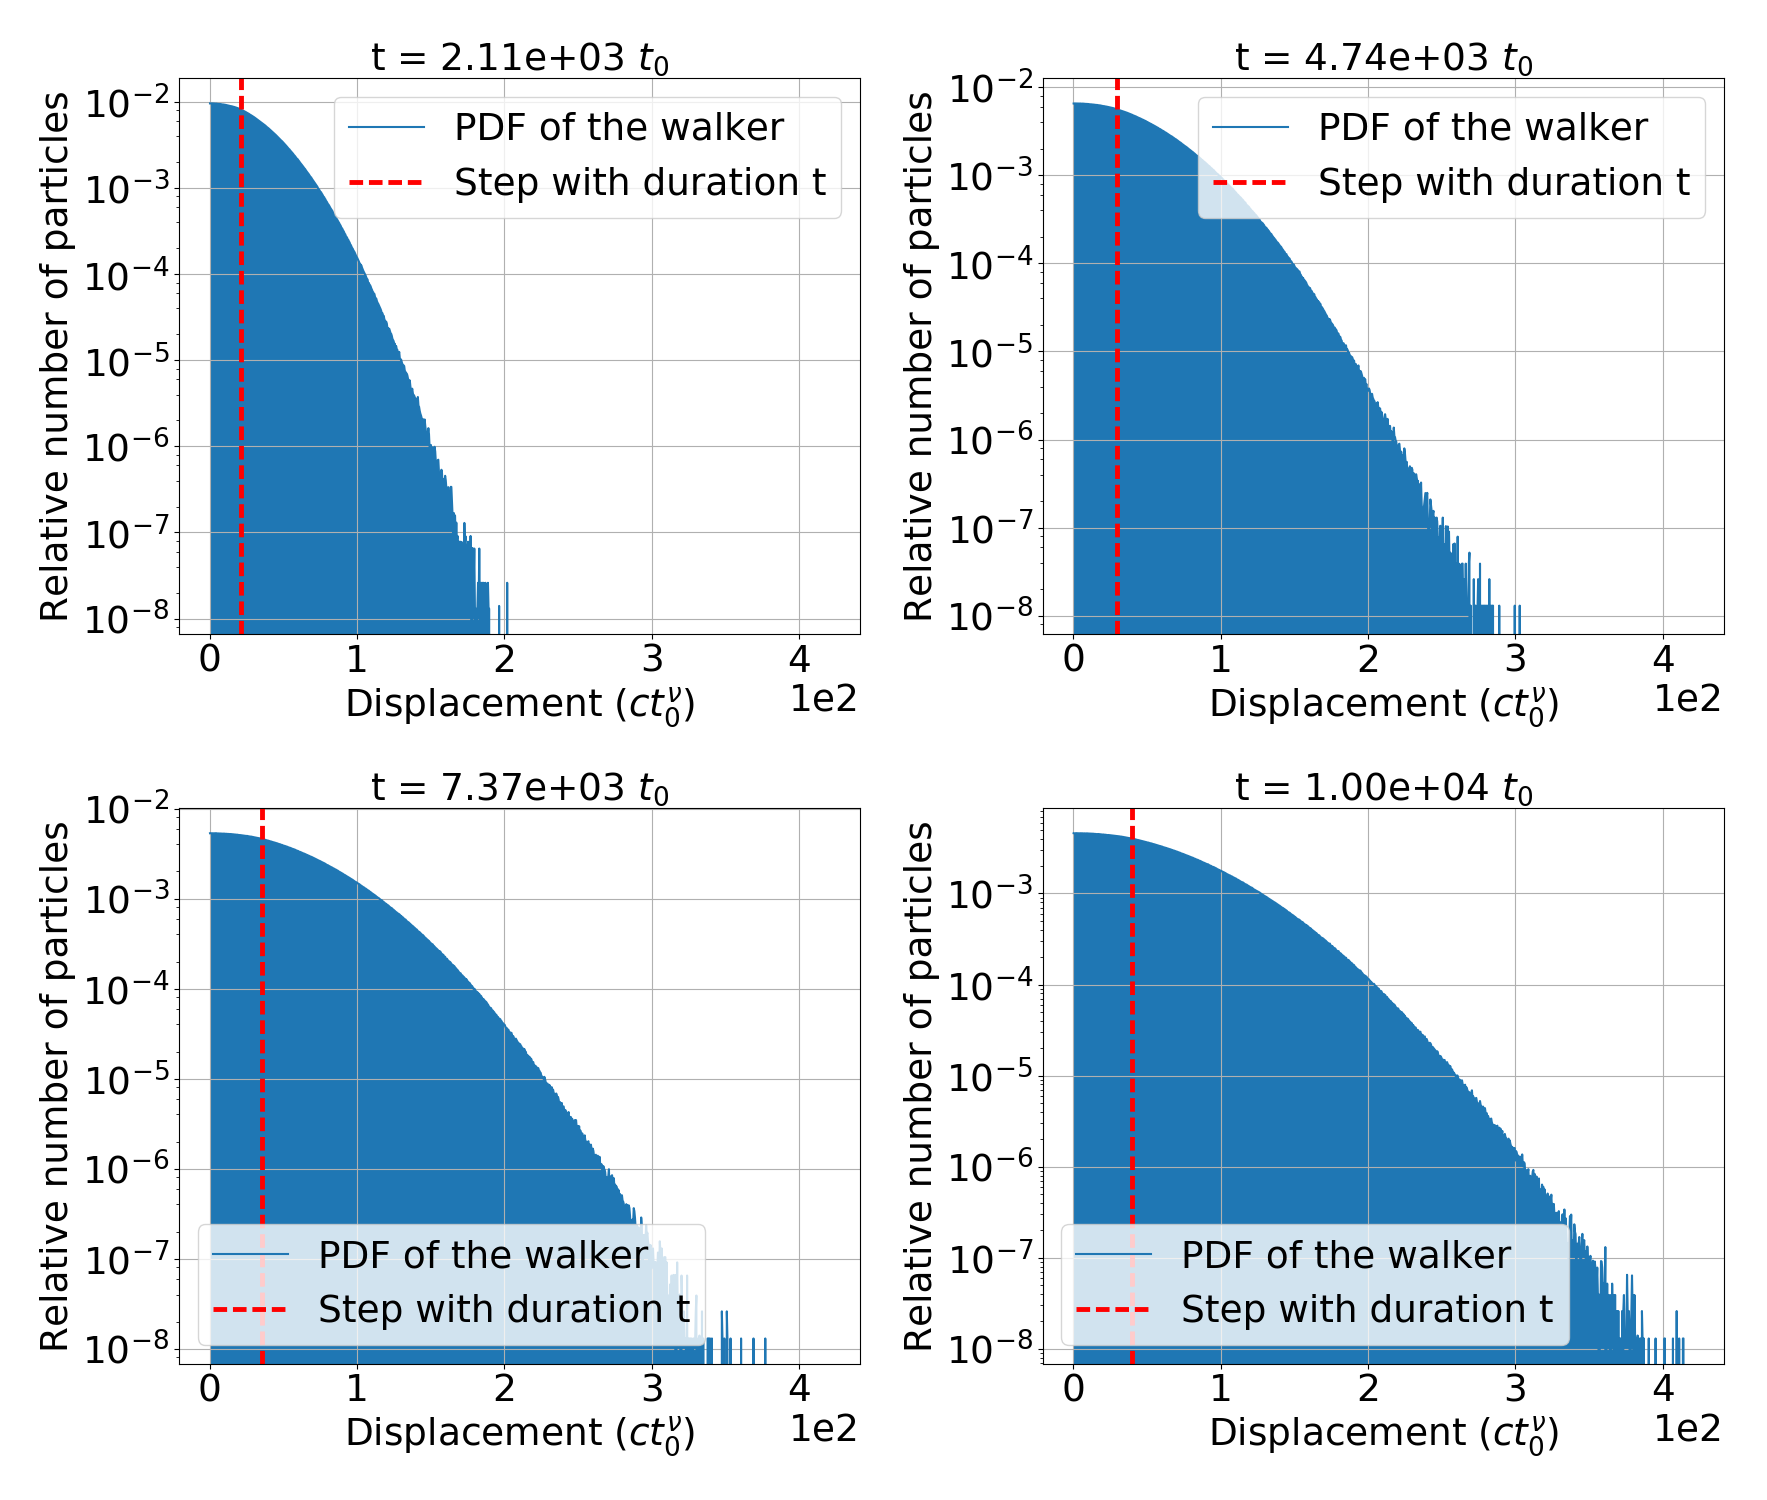 t = 2.11e+03 t₀
Relative number of particles
10⁻²
10⁻³
10⁻⁴
10⁻⁵
10⁻⁶
10⁻⁷
10⁻⁸
PDF of the walker
Step with duration t
0 1 2 3 4
1e2
Displacement (ct₀^ν)
t = 4.74e+03 t₀
Relative number of particles
10⁻²
10⁻³
10⁻⁴
10⁻⁵
10⁻⁶
10⁻⁷
10⁻⁸
PDF of the walker
Step with duration t
0 1 2 3 4
1e2
Displacement (ct₀^ν)
t = 7.37e+03 t₀
Relative number of particles
10⁻²
10⁻³
10⁻⁴
10⁻⁵
10⁻⁶
10⁻⁷
10⁻⁸
PDF of the walker
Step with duration t
0 1 2 3 4
1e2
Displacement (ct₀^ν)
t = 1.00e+04 t₀
Relative number of particles
10⁻³
10⁻⁴
10⁻⁵
10⁻⁶
10⁻⁷
10⁻⁸
PDF of the walker
Step with duration t
0 1 2 3 4
1e2
Displacement (ct₀^ν)